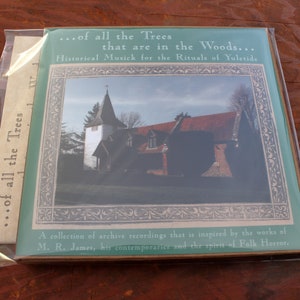 ...of all the Trees
that are in the Woods...
Historical Musick for the Rituals of Yuletide
A collection of archive recordings that is inspired by the works of
M. R. James, his contemporaries and the spirit of Folk Horror.
...of all the Trees